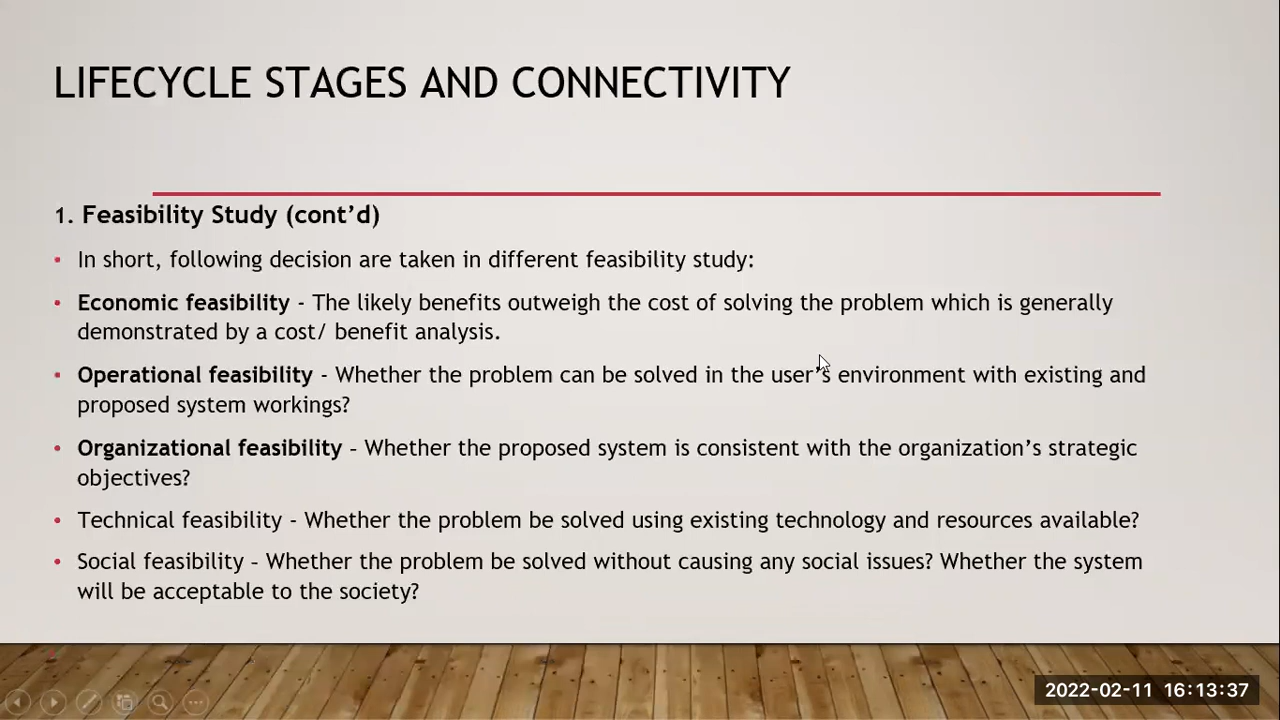 LIFECYCLE STAGES AND CONNECTIVITY
1. Feasibility Study (cont’d)
• In short, following decision are taken in different feasibility study:
• Economic feasibility - The likely benefits outweigh the cost of solving the problem which is generally
demonstrated by a cost/ benefit analysis.
• Operational feasibility - Whether the problem can be solved in the user’s environment with existing and
proposed system workings?
• Organizational feasibility – Whether the proposed system is consistent with the organization’s strategic
objectives?
• Technical feasibility - Whether the problem be solved using existing technology and resources available?
• Social feasibility – Whether the problem be solved without causing any social issues? Whether the system
will be acceptable to the society?
2022-02-11 16:13:37